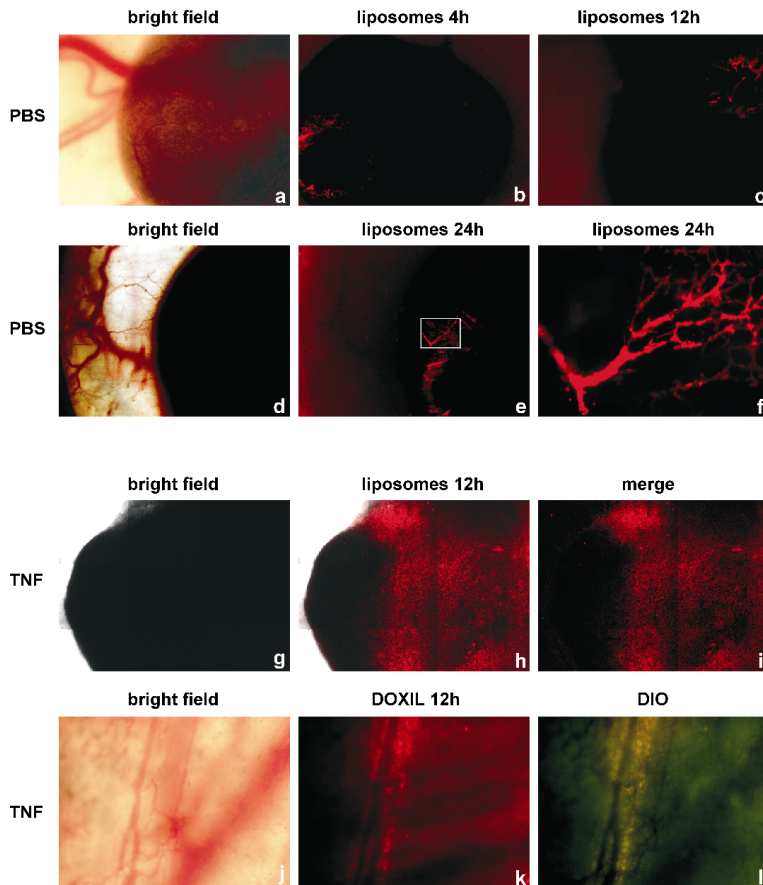 bright field liposomes 4h liposomes 12h
PBS
a b c
bright field liposomes 24h liposomes 24h
PBS
d e f
bright field liposomes 12h merge
TNF
g h i
bright field DOXIL 12h DIO
TNF
j k l